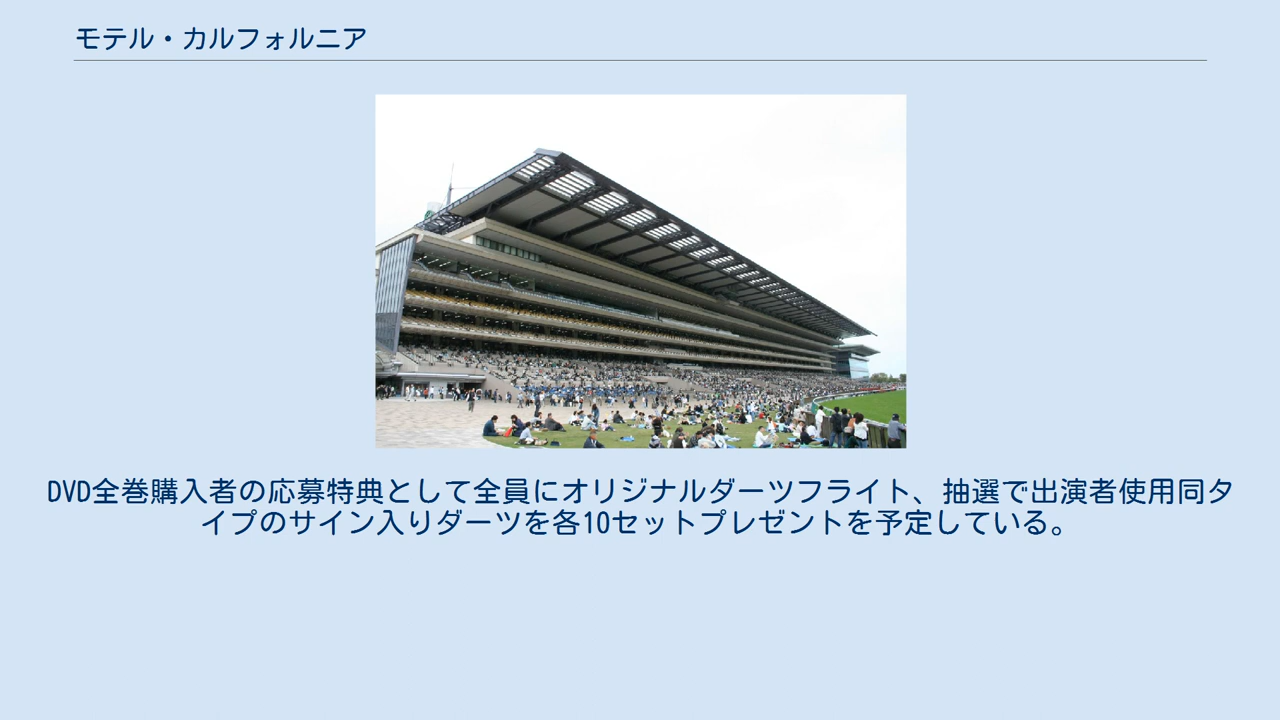 モテル・カルフォルニア
DVD全巻購入者の応募特典として全員にオリジナルダーツフライト、抽選で出演者使用同タ
イプのサイン入りダーツを各10セットプレゼントを予定している。